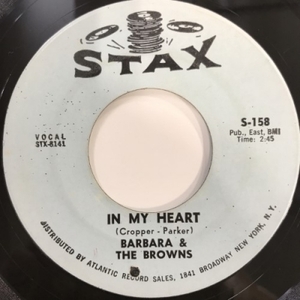 STAX
VOCAL
STX-8141
S-158
Pub., East, BMI
Time: 2:45
IN MY HEART
(Cropper - Parker)
BARBARA &
THE BROWNS
DISTRIBUTED BY ATLANTIC RECORD SALES, 1841 BROADWAY NEW YORK, N. Y.